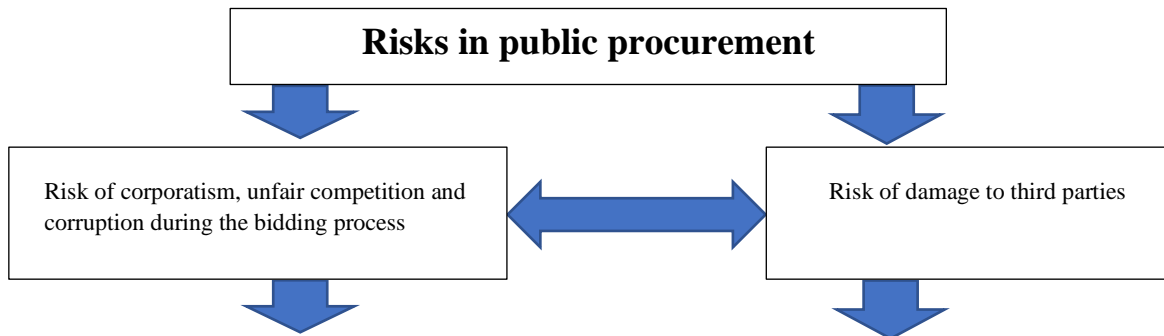 Risks in public procurement
Risk of corporatism, unfair competition and
corruption during the bidding process
Risk of damage to third parties